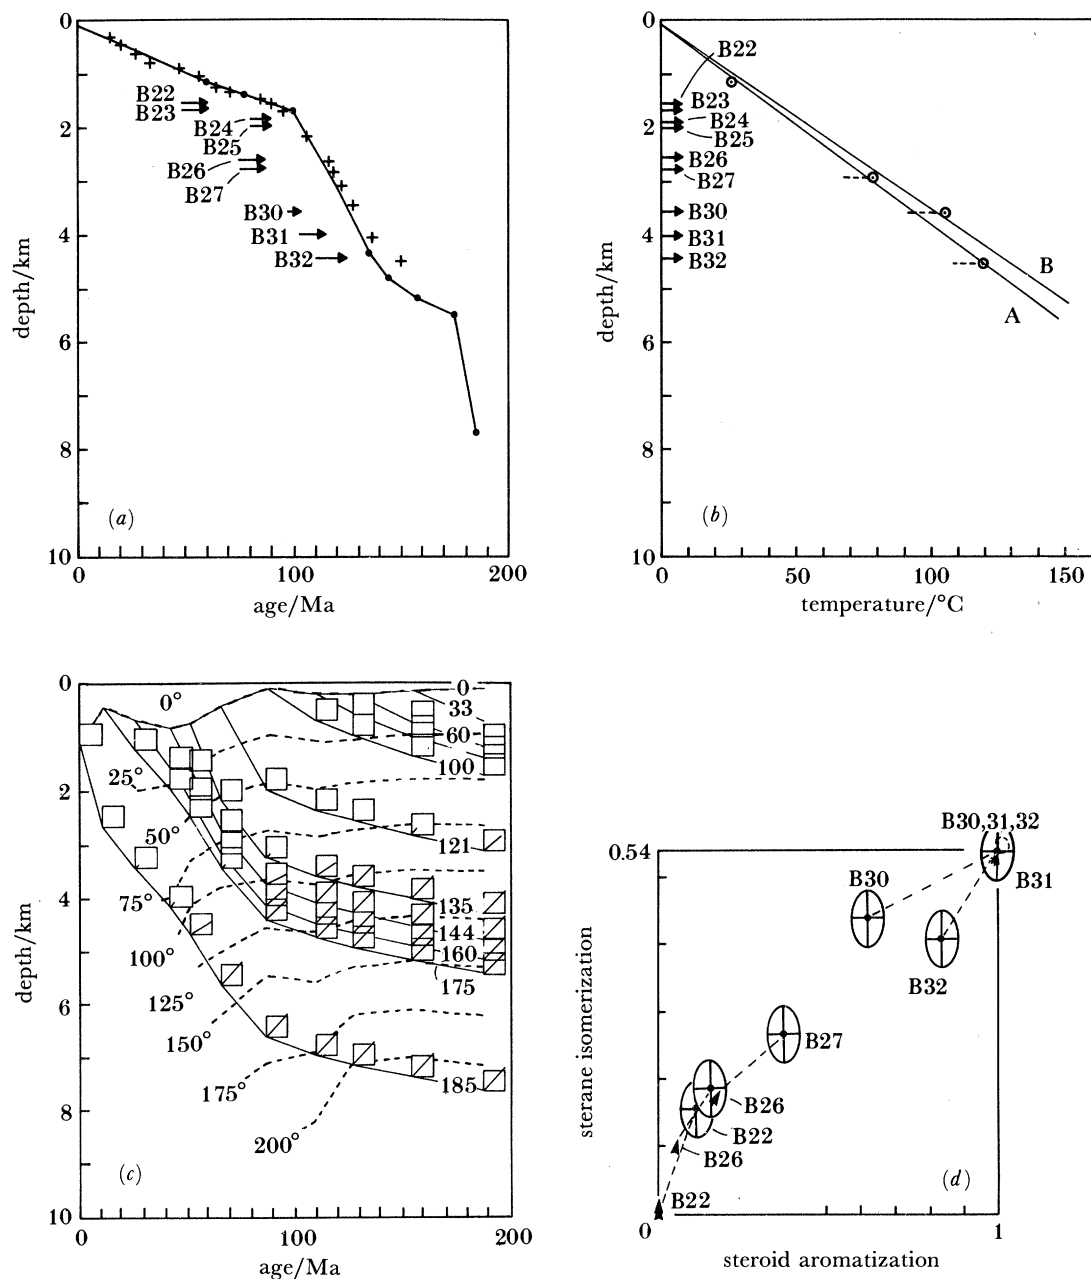 0
2
4
6
8
10
depth/km
B22
B23
B24
B25
B26
B27
B30
B31
B32
(a)
0
100
200
age/Ma
0
2
4
6
8
10
depth/km
B22
B23
B24
B25
B26
B27
B30
B31
B32
B
A
(b)
0
50
100
150
temperature/°C
0
2
4
6
8
10
depth/km
0°
25°
50°
75°
100°
125°
150°
175°
200°
0
33
60
100
121
135
144
160
175
185
(c)
0
100
200
age/Ma
0.54
sterane isomerization
B30,31,32
B31
B30
B32
B27
B26
B22
B26
B22
(d)
0
1
steroid aromatization